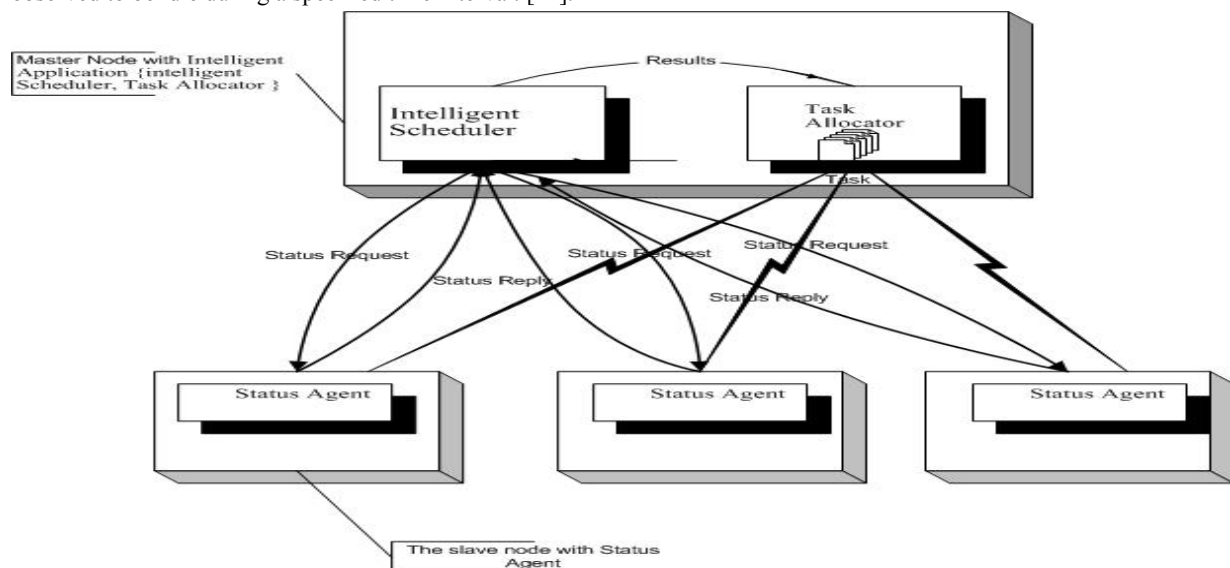 Master Node with Intelligent
Application {intelligent
Scheduler, Task Allocator }
Results
Intelligent
Scheduler
Task
Allocator
Task
Status Request
Status Request
Status Request
Status Reply
Status Reply
Status Agent
Status Agent
Status Agent
The slave node with Status
Agent